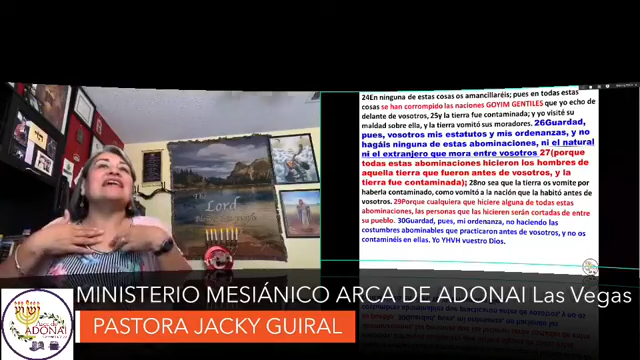 24En ninguna de estas cosas os amancillaréis; pues en todas estas
cosas se han corrompido las naciones GOYIM GENTILES que yo echo de
delante de vosotros, 25y la tierra fue contaminada; y yo visité su
maldad sobre ella, y la tierra vomitó sus moradores. 26Guardad,
pues, vosotros mis estatutos y mis ordenanzas, y no
hagáis ninguna de estas abominaciones, ni el natural
ni el extranjero que mora entre vosotros 27(porque
todas estas abominaciones hicieron los hombres de
aquella tierra que fueron antes de vosotros, y la
tierra fue contaminada); 28no sea que la tierra os vomite por
haberla contaminado, como vomitó a la nación que la habitó antes de
vosotros. 29Porque cualquiera que hiciere alguna de todas estas
abominaciones, las personas que las hicieren serán cortadas de entre
su pueblo. 30Guardad, pues, mi ordenanza, no haciendo las
costumbres abominables que practicaron antes de vosotros, y no os
contaminéis en ellas. Yo YHVH vuestro Dios.
The
Lord
MINISTERIO MESIÁNICO ARCA DE ADONAI Las Vegas
PASTORA JACKY GUIRAL
יהוה
Arca de
ADONAI